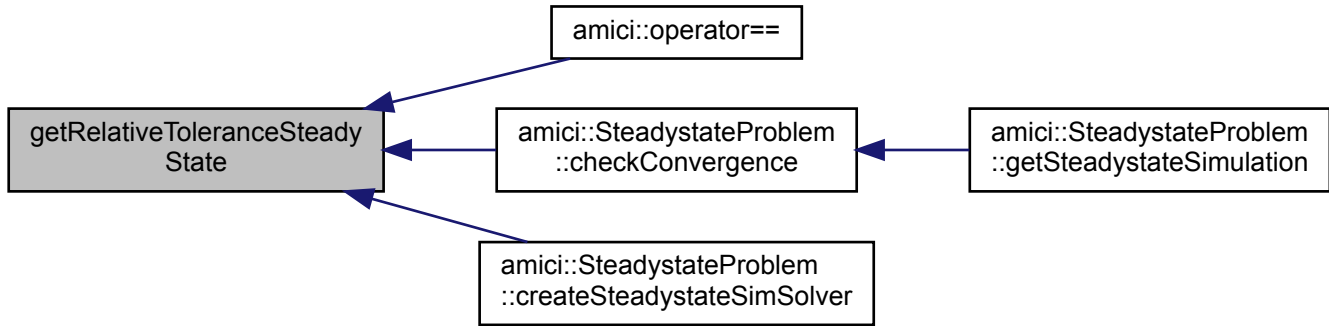 getRelativeToleranceSteady
State
amici::operator==
amici::SteadystateProblem
::checkConvergence
amici::SteadystateProblem
::getSteadystateSimulation
amici::SteadystateProblem
::createSteadystateSimSolver